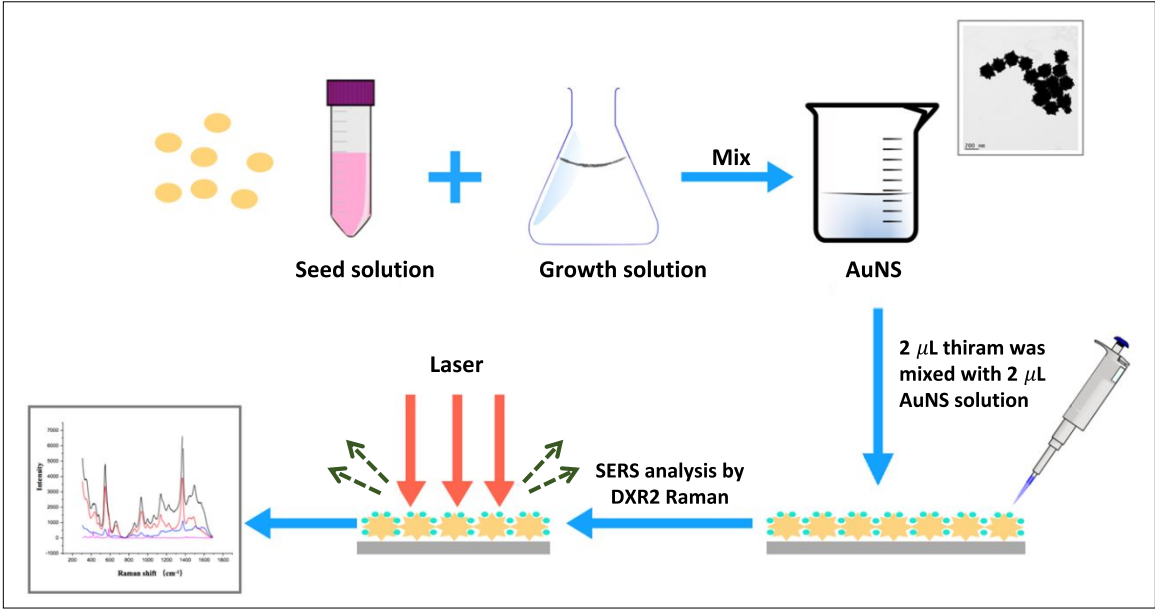 200 nm
Mix
Seed solution
Growth solution
AuNS
2 μL thiram was
mixed with 2 μL
AuNS solution
Laser
SERS analysis by
DXR2 Raman
7000
6000
5000
4000
3000
2000
1000
0
-1000
Intensity
200 400 600 800 1000 1200 1400 1600 1800
Raman shift (cm⁻¹)